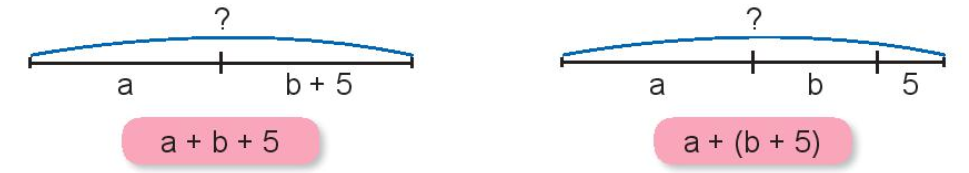 ? ?
a b + 5 a b 5
a + b + 5 a + (b + 5)